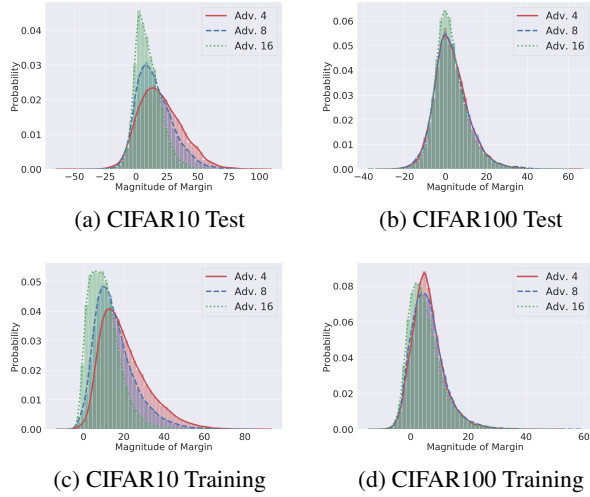 Adv. 4
Adv. 8
Adv. 16
Probability
0.04
0.03
0.02
0.01
0.00
−50 −25 0 25 50 75 100
Magnitude of Margin
(a) CIFAR10 Test
Adv. 4
Adv. 8
Adv. 16
Probability
0.06
0.05
0.04
0.03
0.02
0.01
0.00
−40 −20 0 20 40 60
Magnitude of Margin
(b) CIFAR100 Test
Adv. 4
Adv. 8
Adv. 16
Probability
0.05
0.04
0.03
0.02
0.01
0.00
0 20 40 60 80
Magnitude of Margin
(c) CIFAR10 Training
Adv. 4
Adv. 8
Adv. 16
Probability
0.08
0.06
0.04
0.02
0.00
0 20 40 60
Magnitude of Margin
(d) CIFAR100 Training